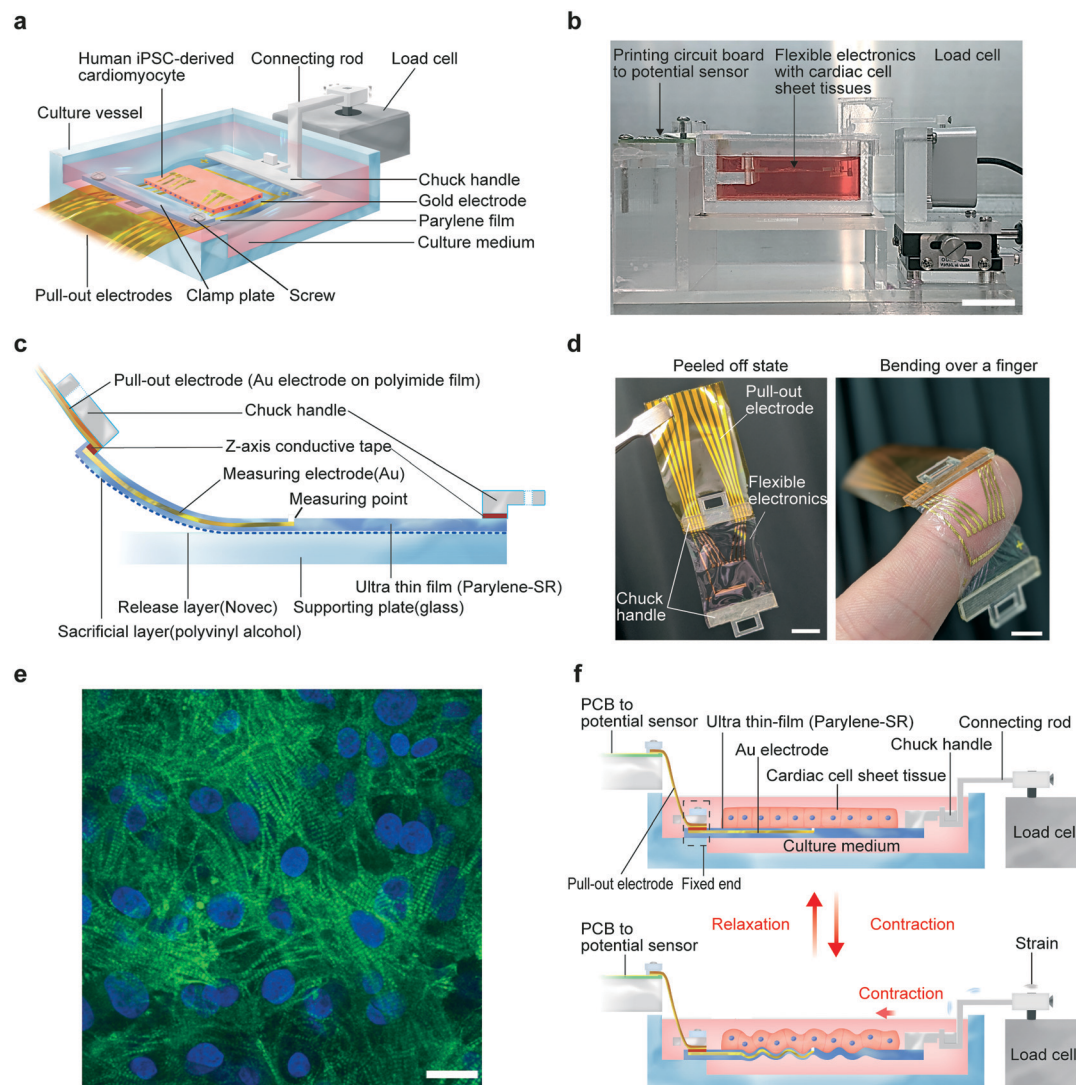 a
Human iPSC-derived
cardiomyocyte
Connecting rod
Load cell
Culture vessel
Chuck handle
Gold electrode
Parylene film
Culture medium
Pull-out electrodes
Clamp plate
Screw
b
Printing circuit board
to potential sensor
Flexible electronics
with cardiac cell
sheet tissues
Load cell
c
Pull-out electrode (Au electrode on polyimide film)
Chuck handle
Z-axis conductive tape
Measuring electrode(Au)
Measuring point
Ultra thin film (Parylene-SR)
Release layer(Novec)
Supporting plate(glass)
Sacrificial layer(polyvinyl alcohol)
d
Peeled off state
Bending over a finger
Pull-out
electrode
Flexible
electronics
Chuck
handle
e
f
PCB to
potential sensor
Ultra thin-film (Parylene-SR)
Connecting rod
Chuck handle
Au electrode
Cardiac cell sheet tissue
Load cell
Culture medium
Pull-out electrode
Fixed end
Relaxation
Contraction
PCB to
potential sensor
Strain
Contraction
Load cell